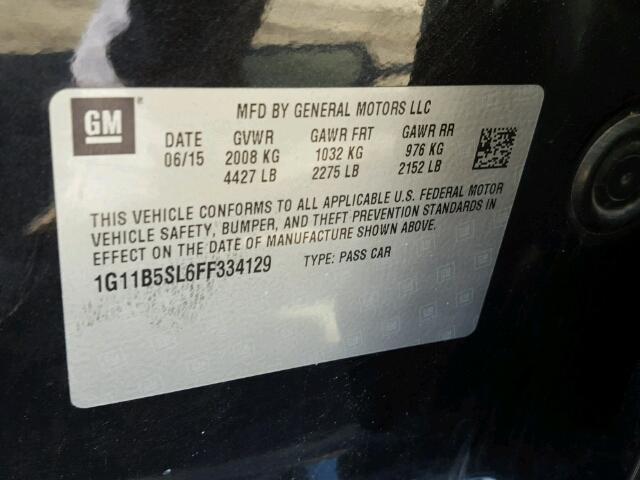 GM
MFD BY GENERAL MOTORS LLC
DATE GVWR GAWR FRT GAWR RR
06/15 2008 KG 1032 KG 976 KG
4427 LB 2275 LB 2152 LB
THIS VEHICLE CONFORMS TO ALL APPLICABLE U.S. FEDERAL MOTOR
VEHICLE SAFETY, BUMPER, AND THEFT PREVENTION STANDARDS IN
EFFECT ON THE DATE OF MANUFACTURE SHOWN ABOVE.
1G11B5SL6FF334129 TYPE: PASS CAR